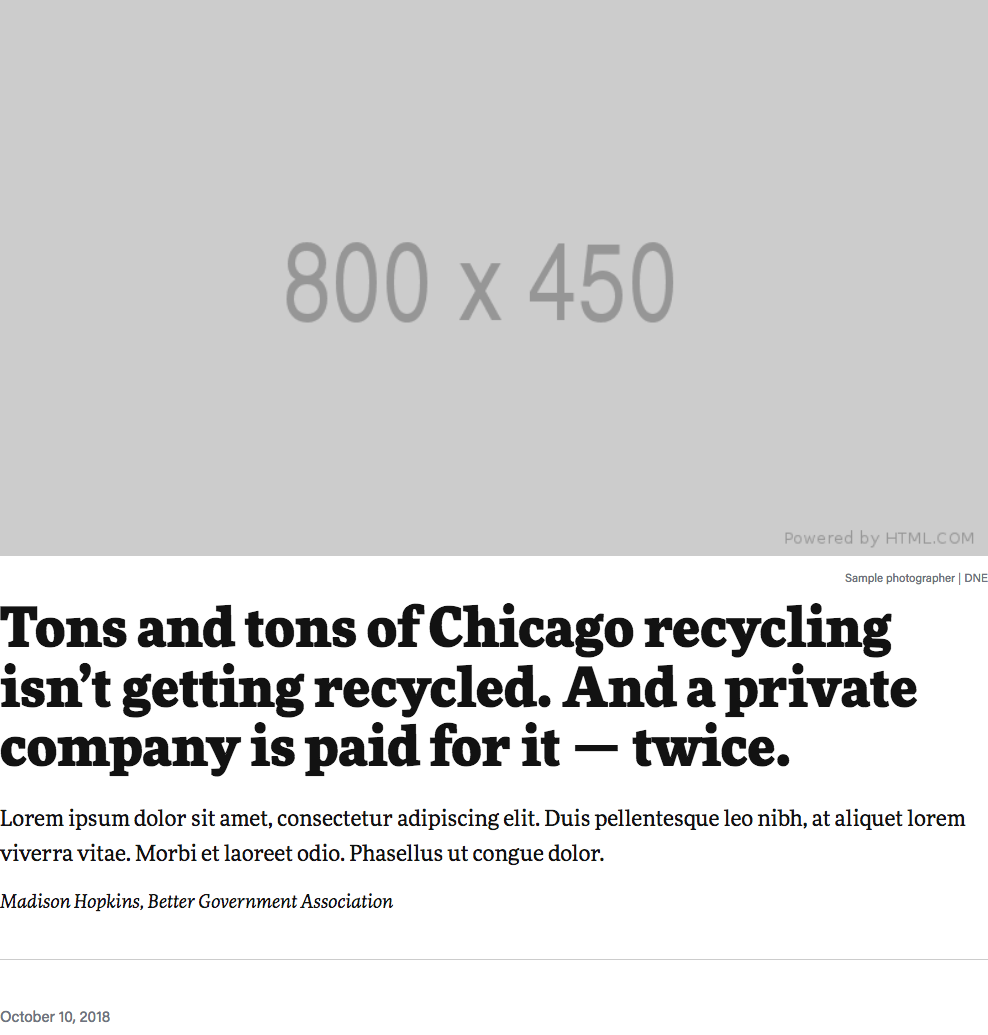 800 x 450
Powered by HTML.COM
Sample photographer | DNE
Tons and tons of Chicago recycling
isn’t getting recycled. And a private
company is paid for it — twice.
Lorem ipsum dolor sit amet, consectetur adipiscing elit. Duis pellentesque leo nibh, at aliquet lorem
viverra vitae. Morbi et laoreet odio. Phasellus ut congue dolor.
Madison Hopkins, Better Government Association
October 10, 2018